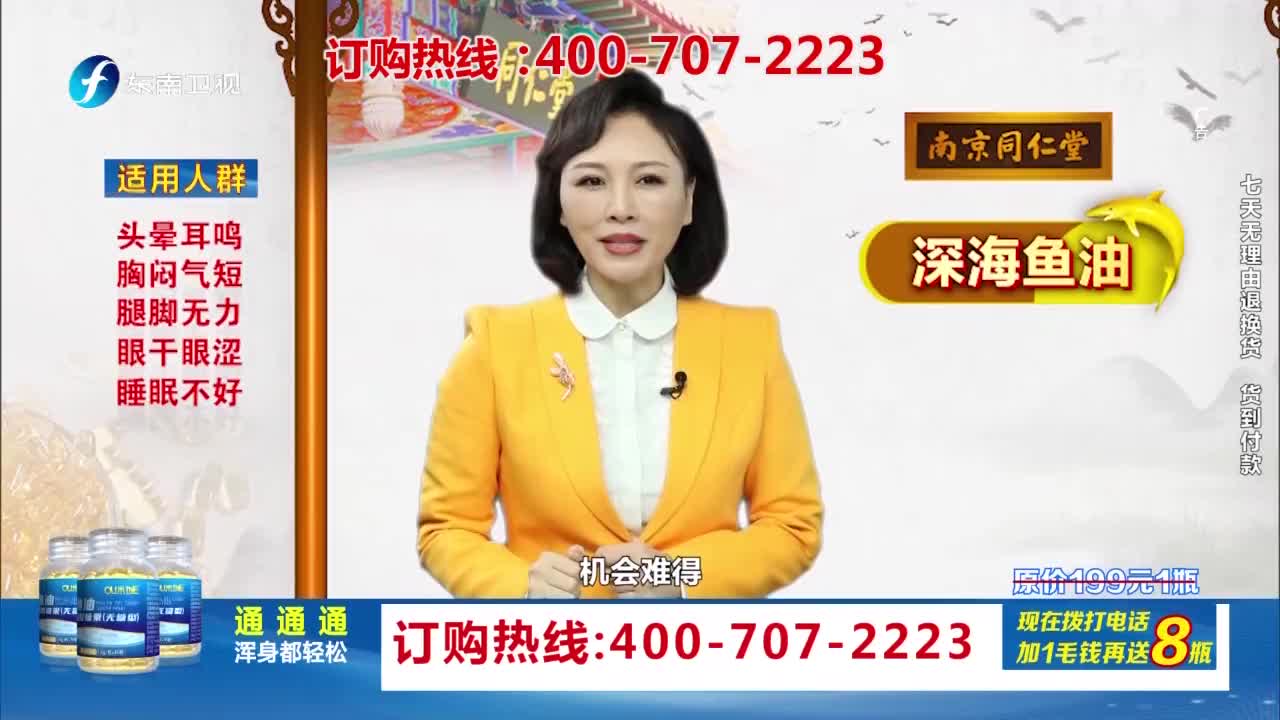 订购热线:400-707-2223
东南卫视
同仁堂
广告
适用人群
头晕耳鸣
胸闷气短
腿脚无力
眼干眼涩
睡眠不好
南京同仁堂
深海鱼油
七天无理由退换货 货到付款
机会难得
原价199元1瓶
通通通
浑身都轻松
订购热线:400-707-2223
现在拨打电话
加1毛钱再送8瓶